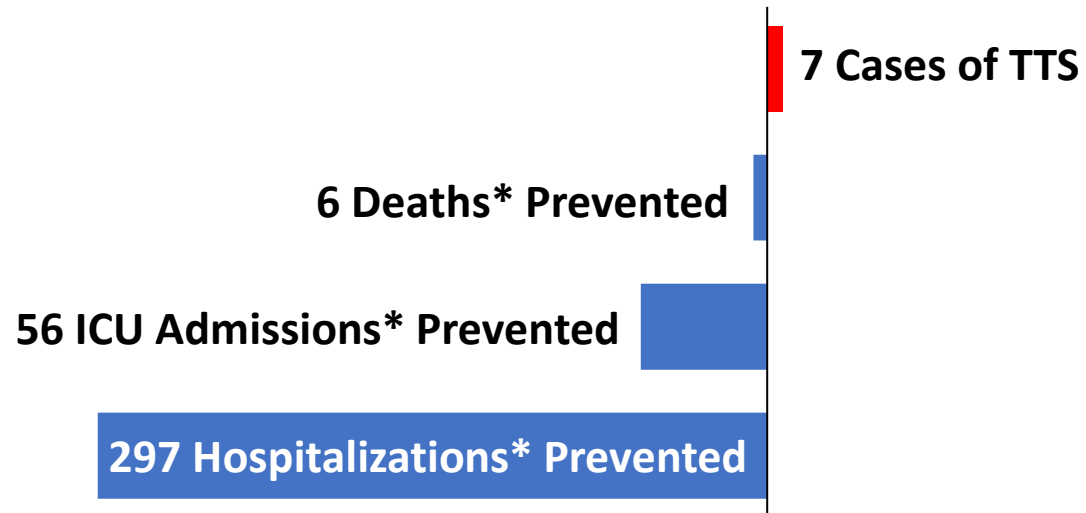 7 Cases of TTS
6 Deaths* Prevented
56 ICU Admissions* Prevented
297 Hospitalizations* Prevented